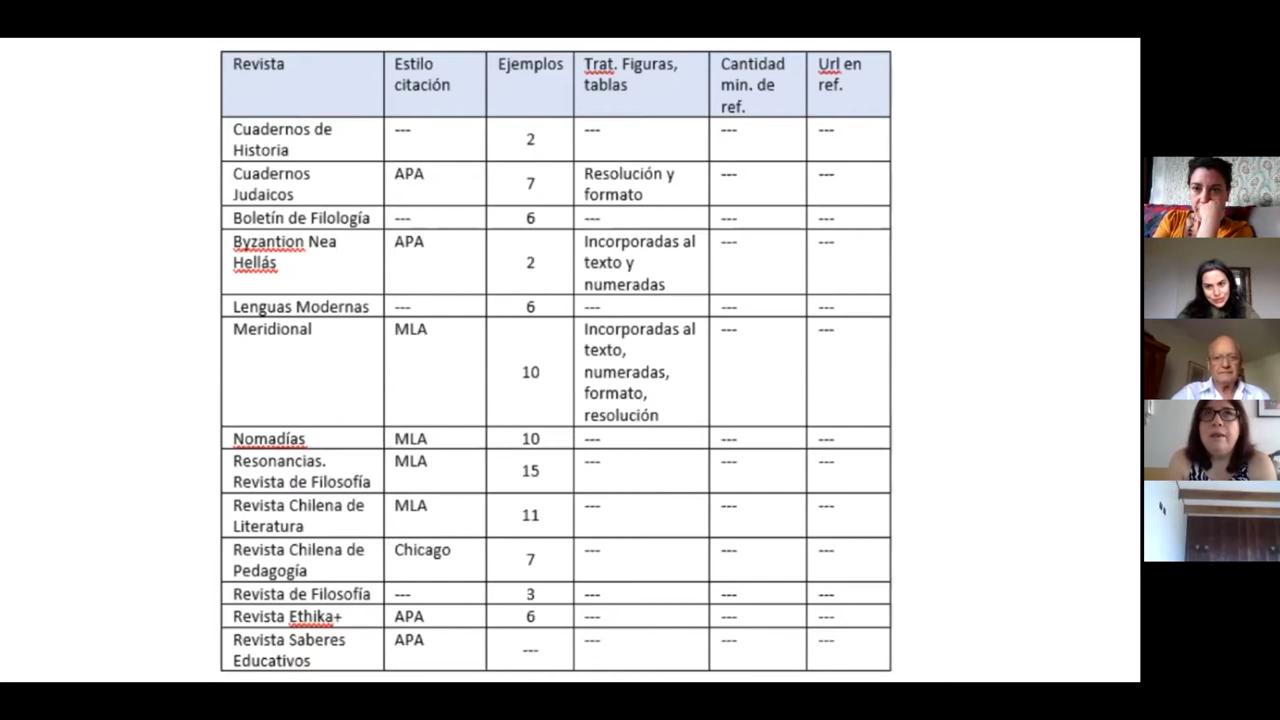 Revista Estilo citación Ejemplos Trat. Figuras, tablas Cantidad min. de ref. Url en ref.
Cuadernos de Historia --- 2 --- --- ---
Cuadernos Judaicos APA 7 Resolución y formato --- ---
Boletín de Filología --- 6 --- --- ---
Byzantion Nea Hellás APA 2 Incorporadas al texto y numeradas --- ---
Lenguas Modernas --- 6 --- --- ---
Meridional MLA 10 Incorporadas al texto, numeradas, formato, resolución --- ---
Nomadías MLA 10 --- --- ---
Resonancias. Revista de Filosofía MLA 15 --- --- ---
Revista Chilena de Literatura MLA 11 --- --- ---
Revista Chilena de Pedagogía Chicago 7 --- --- ---
Revista de Filosofía --- 3 --- --- ---
Revista Ethika+ APA 6 --- --- ---
Revista Saberes Educativos APA --- --- --- ---